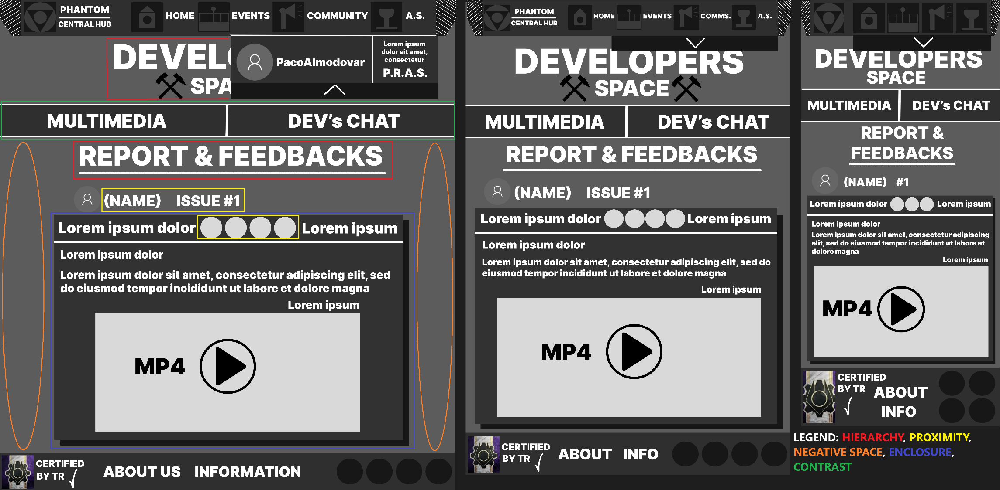 PHANTOM
CENTRAL HUB
HOME
EVENTS
COMMUNITY
A.S.
DEVEL
SPA
PacoAlmodovar
Lorem ipsum
dolor sit amet,
consectetur
P.R.A.S.
MULTIMEDIA
DEV's CHAT
REPORT & FEEDBACKS
(NAME) ISSUE #1
Lorem ipsum dolor
Lorem ipsum
Lorem ipsum dolor
Lorem ipsum dolor sit amet, consectetur adipiscing elit, sed
do eiusmod tempor incididunt ut labore et dolore magna
Lorem ipsum
MP4
CERTIFIED
BY TR
ABOUT US
INFORMATION
PHANTOM
CENTRAL HUB
HOME
EVENTS
COMMS.
A.S.
DEVELOPERS
SPACE
MULTIMEDIA
DEV's CHAT
REPORT & FEEDBACKS
(NAME) ISSUE #1
Lorem ipsum dolor
Lorem ipsum
Lorem ipsum dolor
Lorem ipsum dolor sit amet, consectetur adipiscing elit, sed do
eiusmod tempor incididunt ut labore et dolore magna
Lorem ipsum
MP4
CERTIFIED
BY TR
ABOUT
INFO
DEVELOPERS
SPACE
MULTIMEDIA
DEV's CHAT
REPORT &
FEEDBACKS
(NAME) #1
Lorem ipsum dolor
Lorem ipsum
Lorem ipsum dolor
Lorem ipsum dolor sit amet, consectetur adipiscing
elit, sed do eiusmod tempor incididunt ut labore et
dolore magna
Lorem ipsum
MP4
CERTIFIED
BY TR
ABOUT
INFO
LEGEND: HIERARCHY, PROXIMITY,
NEGATIVE SPACE, ENCLOSURE,
CONTRAST